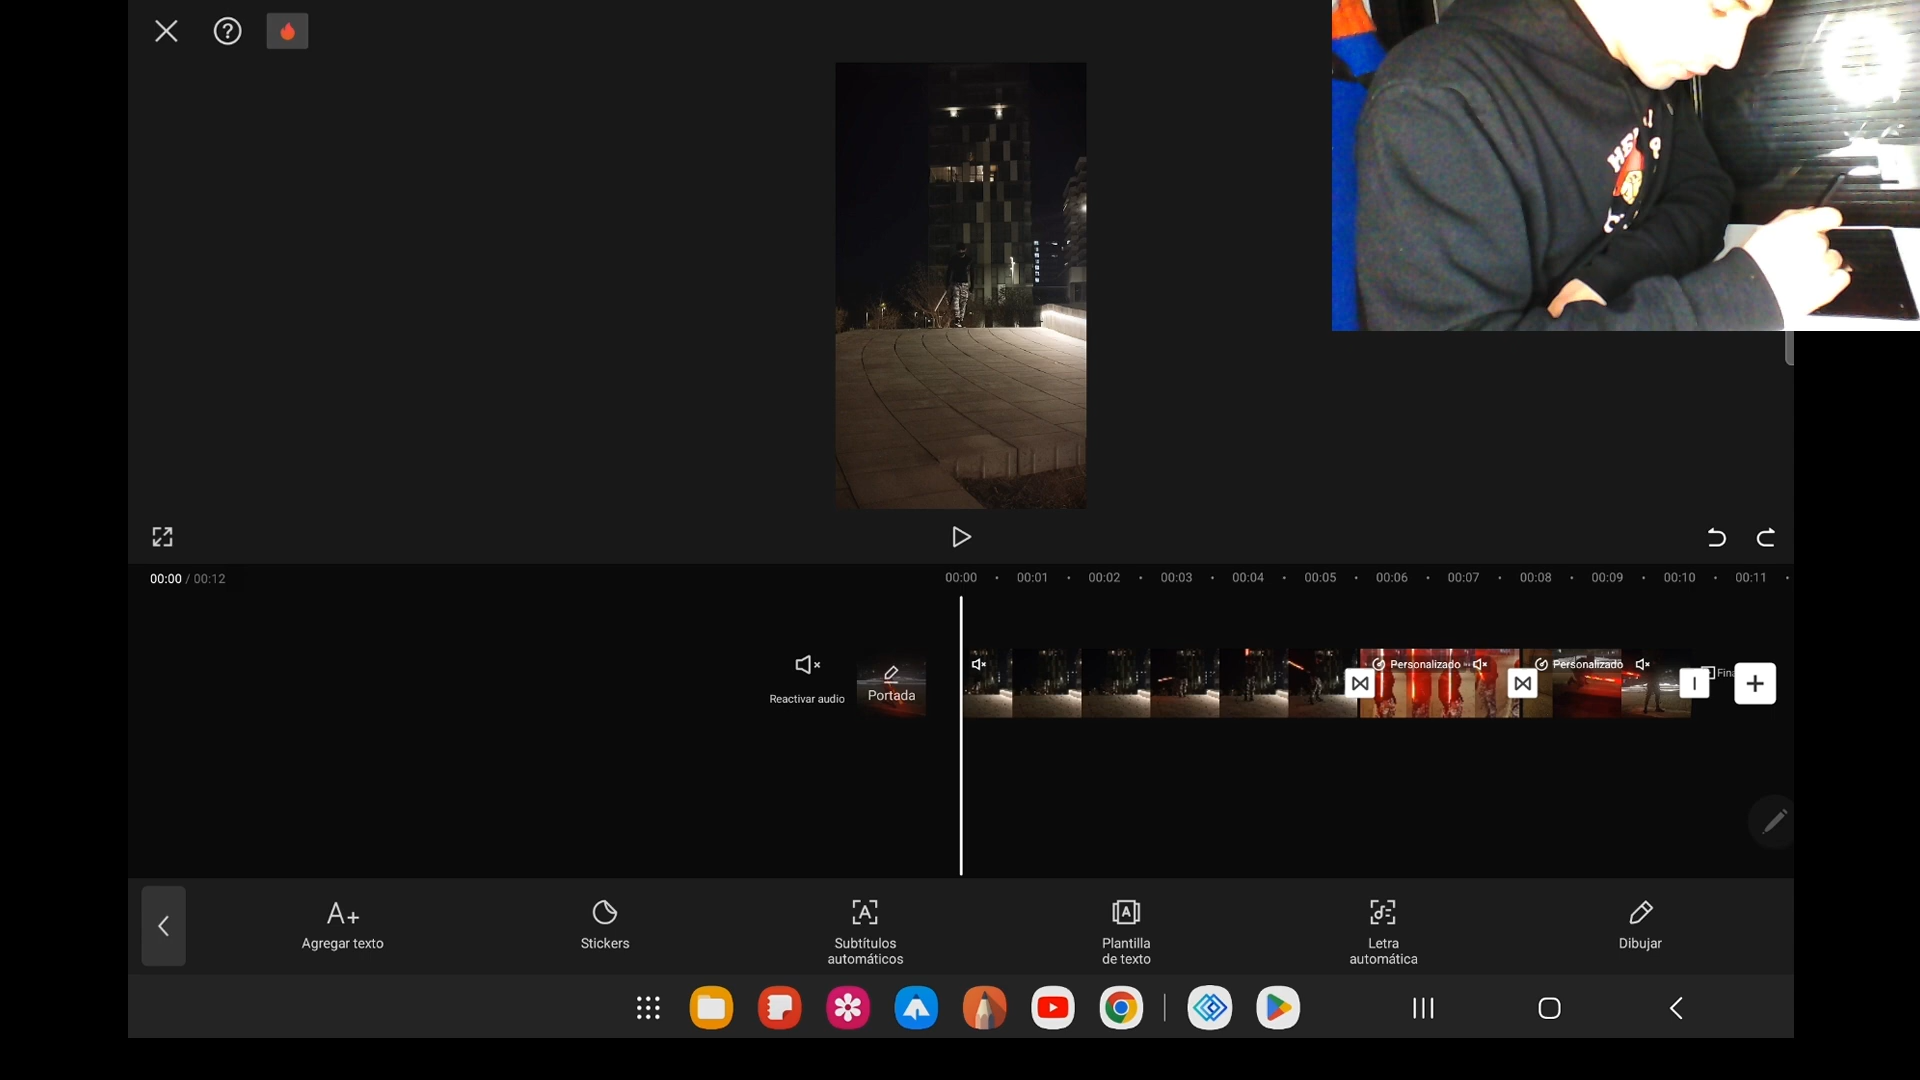 ?
HE
00:00 / 00:12
00:00 00:01 00:02 00:03 00:04 00:05 00:06 00:07 00:08 00:09 00:10 00:11
Reactivar audio
Portada
Personalizado
Personalizado
+
A+
Agregar texto
Stickers
A
Subtítulos
automáticos
A
Plantilla
de texto
Letra
automática
Dibujar